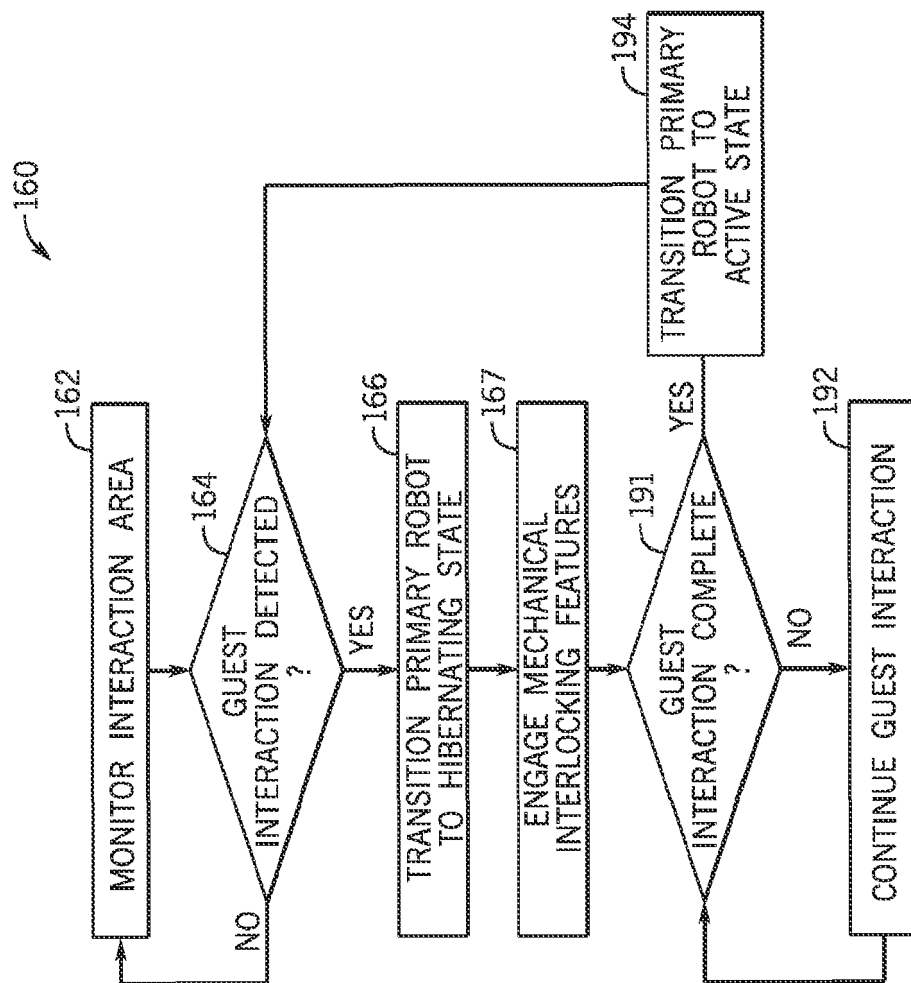 160
162
MONITOR INTERACTION AREA
164
GUEST
INTERACTION DETECTED
?
NO
YES
166
TRANSITION PRIMARY ROBOT
TO HIBERNATING STATE
167
ENGAGE MECHANICAL
INTERLOCKING FEATURES
191
GUEST
INTERACTION COMPLETE
?
YES
NO
194
TRANSITION PRIMARY
ROBOT TO
ACTIVE STATE
192
CONTINUE GUEST INTERACTION